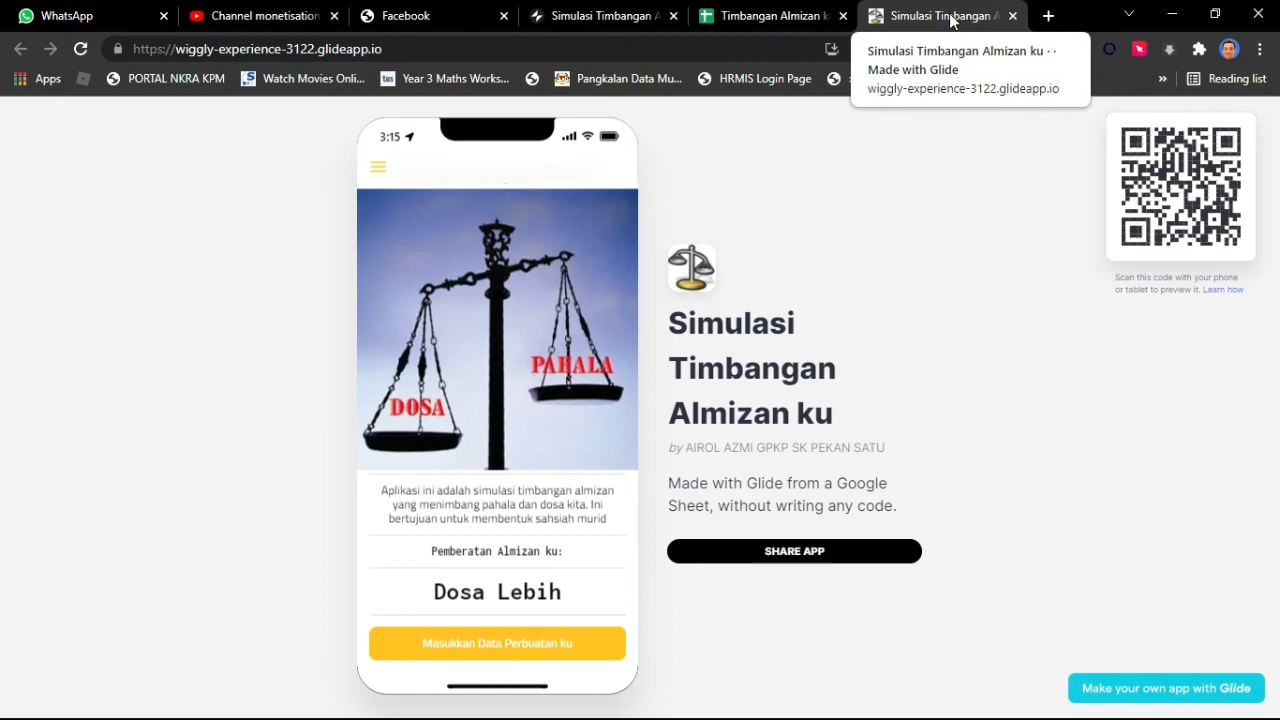 WhatsApp
Channel monetisation
Facebook
Simulasi Timbangan A
Timbangan Almizan k
Simulasi Timbangan A
https://wiggly-experience-3122.glideapp.io
Apps
PORTAL NKRA KPM
Watch Movies Onli...
tes
Year 3 Maths Works...
Pangkalan Data Mu...
HRMIS Login Page
»
Reading list
Simulasi Timbangan Almizan ku · ·
Made with Glide
wiggly-experience-3122.glideapp.io
3:15
DOSA
PAHALA
Aplikasi ini adalah simulasi timbangan almizan
yang menimbang pahala dan dosa kita. Ini
bertujuan untuk membentuk sahsiah murid
Pemberatan Almizan ku:
Dosa Lebih
Masukkan Data Perbuatan ku
Simulasi
Timbangan
Almizan ku
by AIROL AZMI GPKP SK PEKAN SATU
Made with Glide from a Google
Sheet, without writing any code.
SHARE APP
Scan this code with your phone
or tablet to preview it. Learn how
Make your own app with Glide